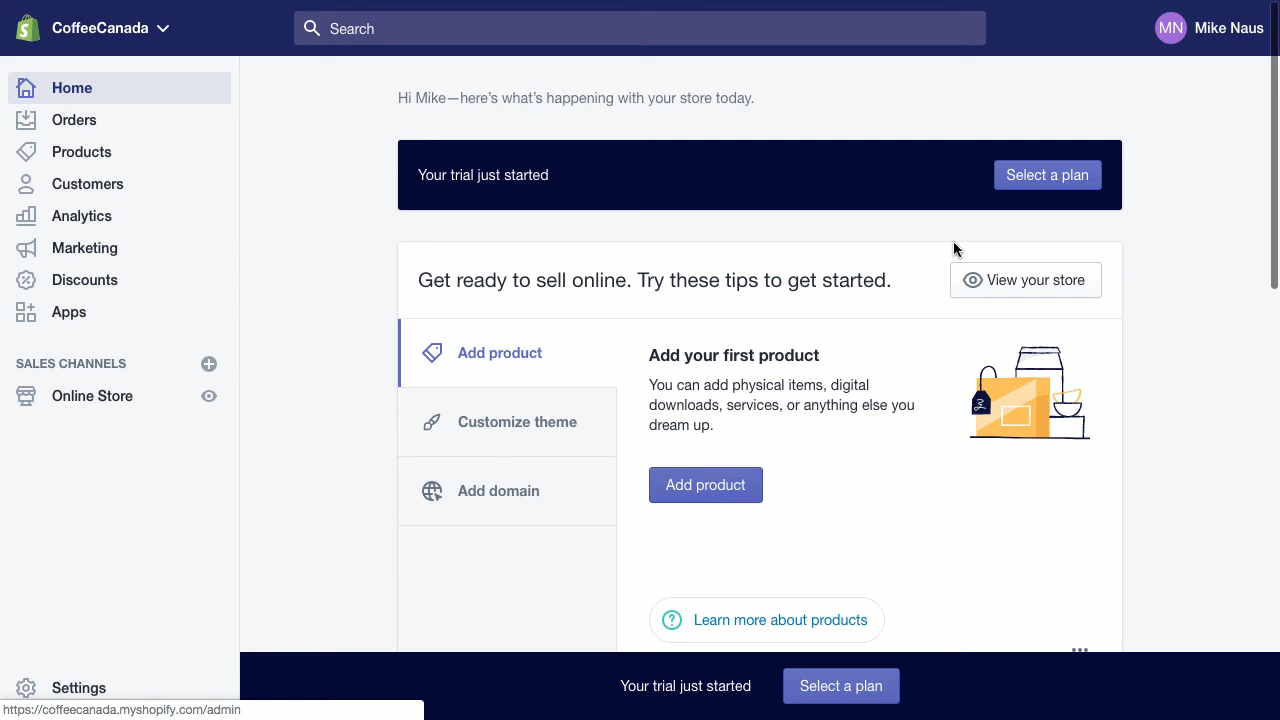 CoffeeCanada
Search
MN
Mike Naus
Home
Orders
Products
Customers
Analytics
Marketing
Discounts
Apps
SALES CHANNELS
Online Store
Settings
https://coffeecanada.myshopify.com/admin
Hi Mike—here's what's happening with your store today.
Your trial just started
Select a plan
Get ready to sell online. Try these tips to get started.
View your store
Add product
Customize theme
Add domain
Add your first product
You can add physical items, digital
downloads, services, or anything else you
dream up.
Add product
Learn more about products
Your trial just started
Select a plan